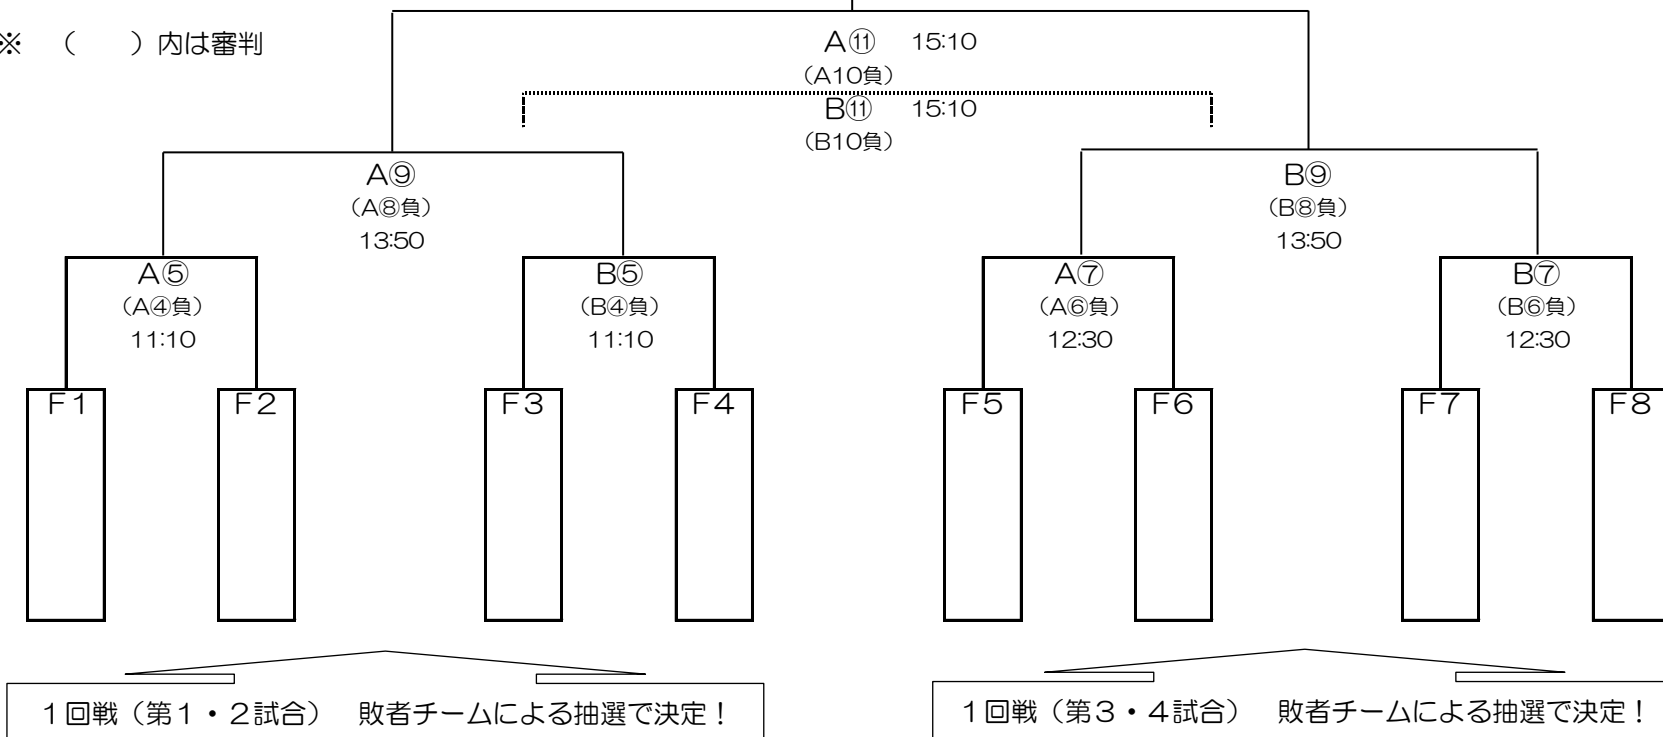 ※　（　　）内は審判
A⑪　15:10
（A10負）
B⑪　15:10
（B10負）
A⑨
（A⑧負）
13:50
B⑨
（B⑧負）
13:50
A⑤
（A④負）
11:10
B⑤
（B④負）
11:10
A⑦
（A⑥負）
12:30
B⑦
（B⑥負）
12:30
F1
F2
F3
F4
F5
F6
F7
F8
１回戦（第１・２試合）　敗者チームによる抽選で決定！
１回戦（第３・４試合）　敗者チームによる抽選で決定！